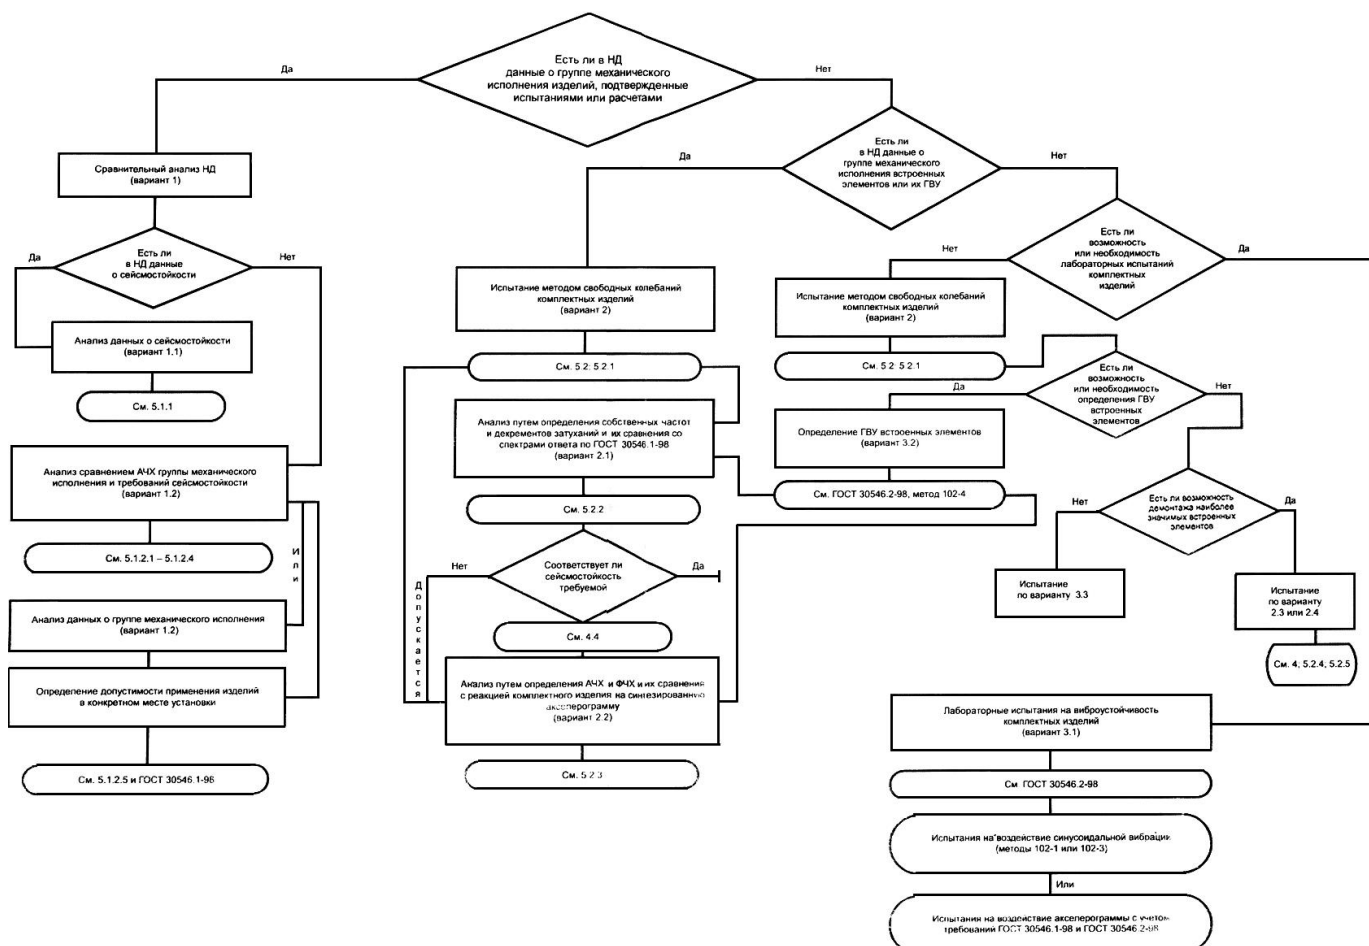 Есть ли в НД
данные о группе механического
исполнения изделий, подтвержденные
испытаниями или расчетами
Да
Нет
Сравнительный анализ НД
(вариант 1)
Есть ли
в НД данные
о сейсмостойкости
Да
Нет
Анализ данных о сейсмостойкости
(вариант 1.1)
См. 5.1.1
Анализ сравнением АЧХ группы механического
исполнения и требований сейсмостойкости
(вариант 1.2)
См. 5.1.2.1 – 5.1.2.4
Или
Анализ данных о группе механического исполнения
(вариант 1.2)
Определение допустимости применения изделий
в конкретном месте установки
См. 5.1.2.5 и ГОСТ 30546.1-98
Есть ли
в НД данные о
группе механического
исполнения встроенных
элементов или их ГВУ
Да
Нет
Испытание методом свободных колебаний
комплектных изделий
(вариант 2)
См. 5.2: 5.2.1
Анализ путем определения собственных частот
и декрементов затуханий и их сравнения со
спектрами ответа по ГОСТ 30546.1-98
(вариант 2.1)
См. 5.2.2
Соответствует ли
сейсмостойкость
требуемой
Нет
Да
Допускается
См. 4.4
Анализ путем определения АЧХ и ФЧХ и их сравнения
с реакцией комплектного изделия на синтезированную
акселерограмму
(вариант 2.2)
См. 5.2.3
Есть ли
возможность
или необходимость
лабораторных испытаний
комплектных
изделий
Нет
Да
Испытание методом свободных колебаний
комплектных изделий
(вариант 2)
См. 5.2: 5.2.1
Есть ли
возможность
или необходимость
определения ГВУ
встроенных
элементов
Да
Нет
Определение ГВУ встроенных элементов
(вариант 3.2)
См. ГОСТ 30546.2-98, метод 102-4
Есть ли возможность
демонтажа наиболее
значимых встроенных
элементов
Нет
Да
Испытание
по варианту 3.3
Испытание
по варианту
2.3 или 2.4
См. 4; 5.2.4; 5.2.5
Лабораторные испытания на виброустойчивость
комплектных изделий
(вариант 3.1)
См. ГОСТ 30546.2-98
Испытания на воздействие синусоидальной вибрации
(методы 102-1 или 102-3)
Или
Испытания на воздействие акселерограммы с учетом
требований ГОСТ 30546.1-98 и ГОСТ 30546.2-98